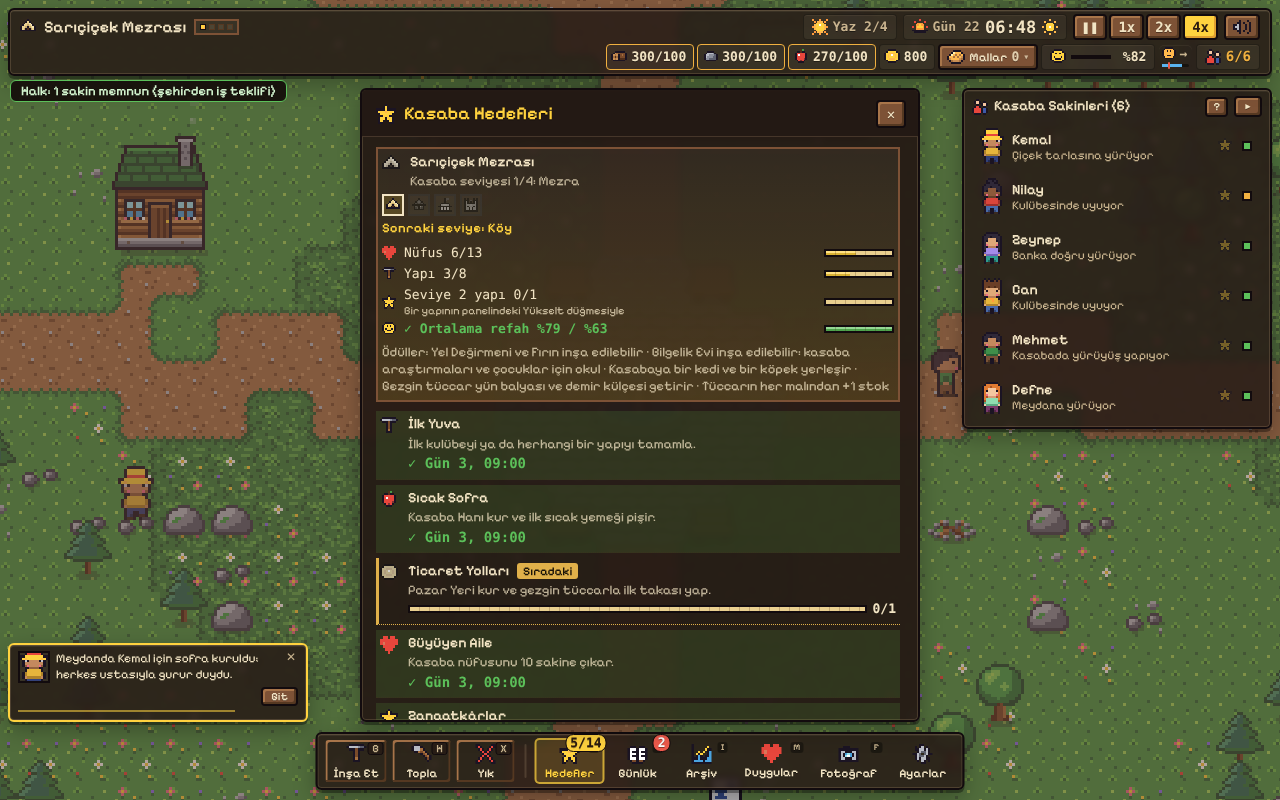 Sarıçiçek Mezrası
Yaz 2/4
Gün 22 06:48
1x
2x
4x
300/100
300/100
270/100
800
Mallar 0
%82
6/6
Halk: 1 sakin memnun (şehirden iş teklifi)
Kasaba Hedefleri
×
Sarıçiçek Mezrası
Kasaba seviyesi 1/4: Mezra
Sonraki seviye: Köy
Nüfus 6/13
Yapı 3/8
Seviye 2 yapı 0/1
Bir yapının panelindeki Yükselt düğmesiyle
✓ Ortalama refah %79 / %63
Ödüller: Yel Değirmeni ve Fırın inşa edilebilir · Bilgelik Evi inşa edilebilir: kasaba
araştırmaları ve çocuklar için okul · Kasabaya bir kedi ve bir köpek yerleşir ·
Gezgin tüccar yün balyası ve demir külçesi getirir · Tüccarın her malından +1 stok
İlk Yuva
İlk kulübeyi ya da herhangi bir yapıyı tamamla.
✓ Gün 3, 09:00
Sıcak Sofra
Kasaba Hanı kur ve ilk sıcak yemeği pişir.
✓ Gün 3, 09:00
Ticaret Yolları Sıradaki
Pazar Yeri kur ve gezgin tüccarla ilk takası yap.
0/1
Büyüyen Aile
Kasaba nüfusunu 10 sakine çıkar.
✓ Gün 3, 09:00
Zanaatkârlar
Kasaba Sakinleri (6)
?
Kemal
Çiçek tarlasına yürüyor
Nilay
Kulübesinde uyuyor
Zeynep
Banka doğru yürüyor
Can
Kulübesinde uyuyor
Mehmet
Kasabada yürüyüş yapıyor
Defne
Meydana yürüyor
Meydanda Kemal için sofra kuruldu:
herkes ustasıyla gurur duydu.
×
Git
İnşa Et B
Topla H
Yık X
Hedefler 5/14
Günlük 2
Arşiv I
Duygular M
Fotoğraf F
Ayarlar